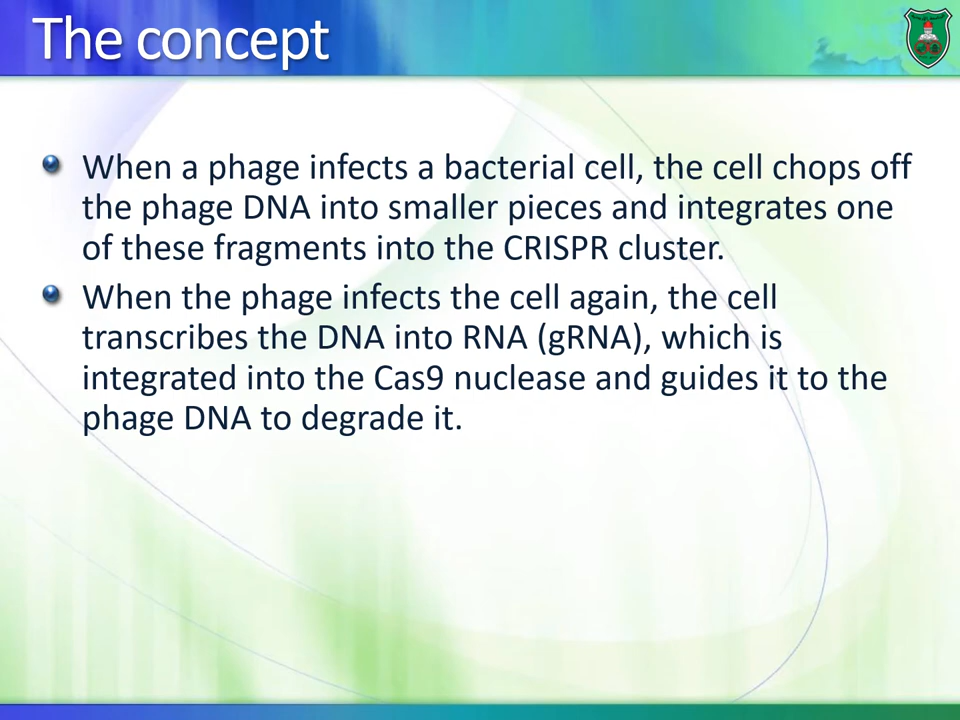 The concept
When a phage infects a bacterial cell, the cell chops off
the phage DNA into smaller pieces and integrates one
of these fragments into the CRISPR cluster.
When the phage infects the cell again, the cell
transcribes the DNA into RNA (gRNA), which is
integrated into the Cas9 nuclease and guides it to the
phage DNA to degrade it.